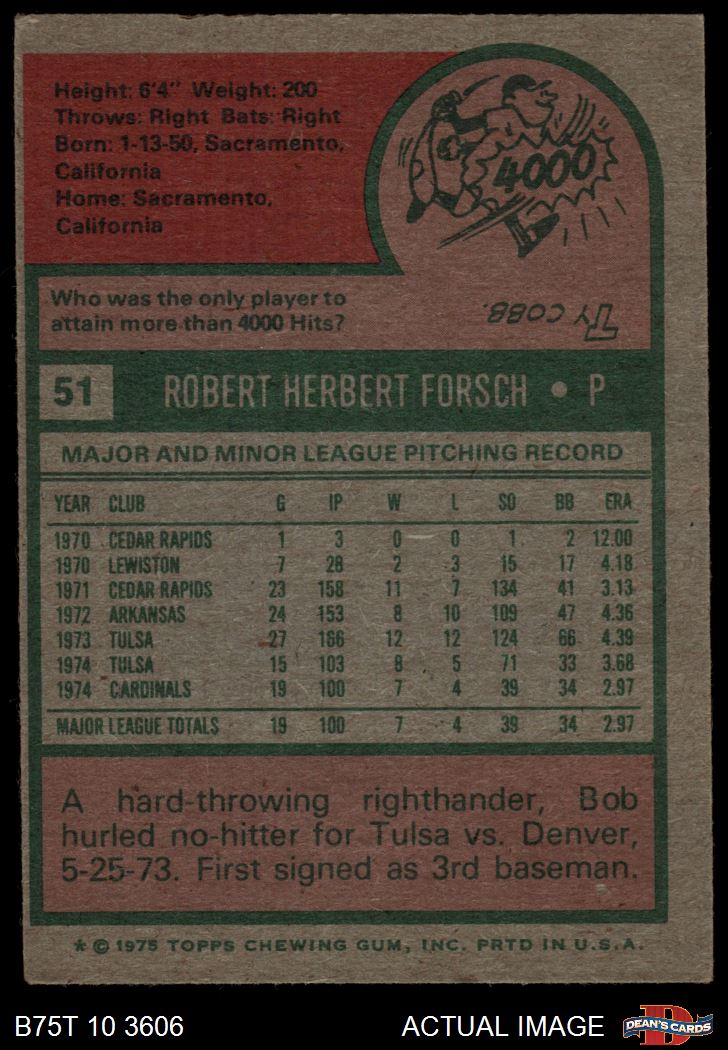 Height: 6'4" Weight: 200
Throws: Right Bats: Right
Born: 1-13-50, Sacramento,
California
Home: Sacramento,
California
4000
Who was the only player to
attain more than 4000 Hits?
TY COBB.
51 ROBERT HERBERT FORSCH • P
MAJOR AND MINOR LEAGUE PITCHING RECORD
YEAR CLUB G IP W L SO BB ERA
1970 CEDAR RAPIDS 1 3 0 0 1 2 12.00
1970 LEWISTON 7 28 2 3 15 17 4.18
1971 CEDAR RAPIDS 23 158 11 7 134 41 3.13
1972 ARKANSAS 24 153 8 10 109 47 4.36
1973 TULSA 27 166 12 12 124 66 4.39
1974 TULSA 15 103 8 5 71 33 3.68
1974 CARDINALS 19 100 7 4 39 34 2.97
MAJOR LEAGUE TOTALS 19 100 7 4 39 34 2.97
A hard-throwing righthander, Bob
hurled no-hitter for Tulsa vs. Denver,
5-25-73. First signed as 3rd baseman.
* © 1975 TOPPS CHEWING GUM, INC. PRTD IN U.S.A.
B75T 10 3606 ACTUAL IMAGE D DEAN'S CARDS